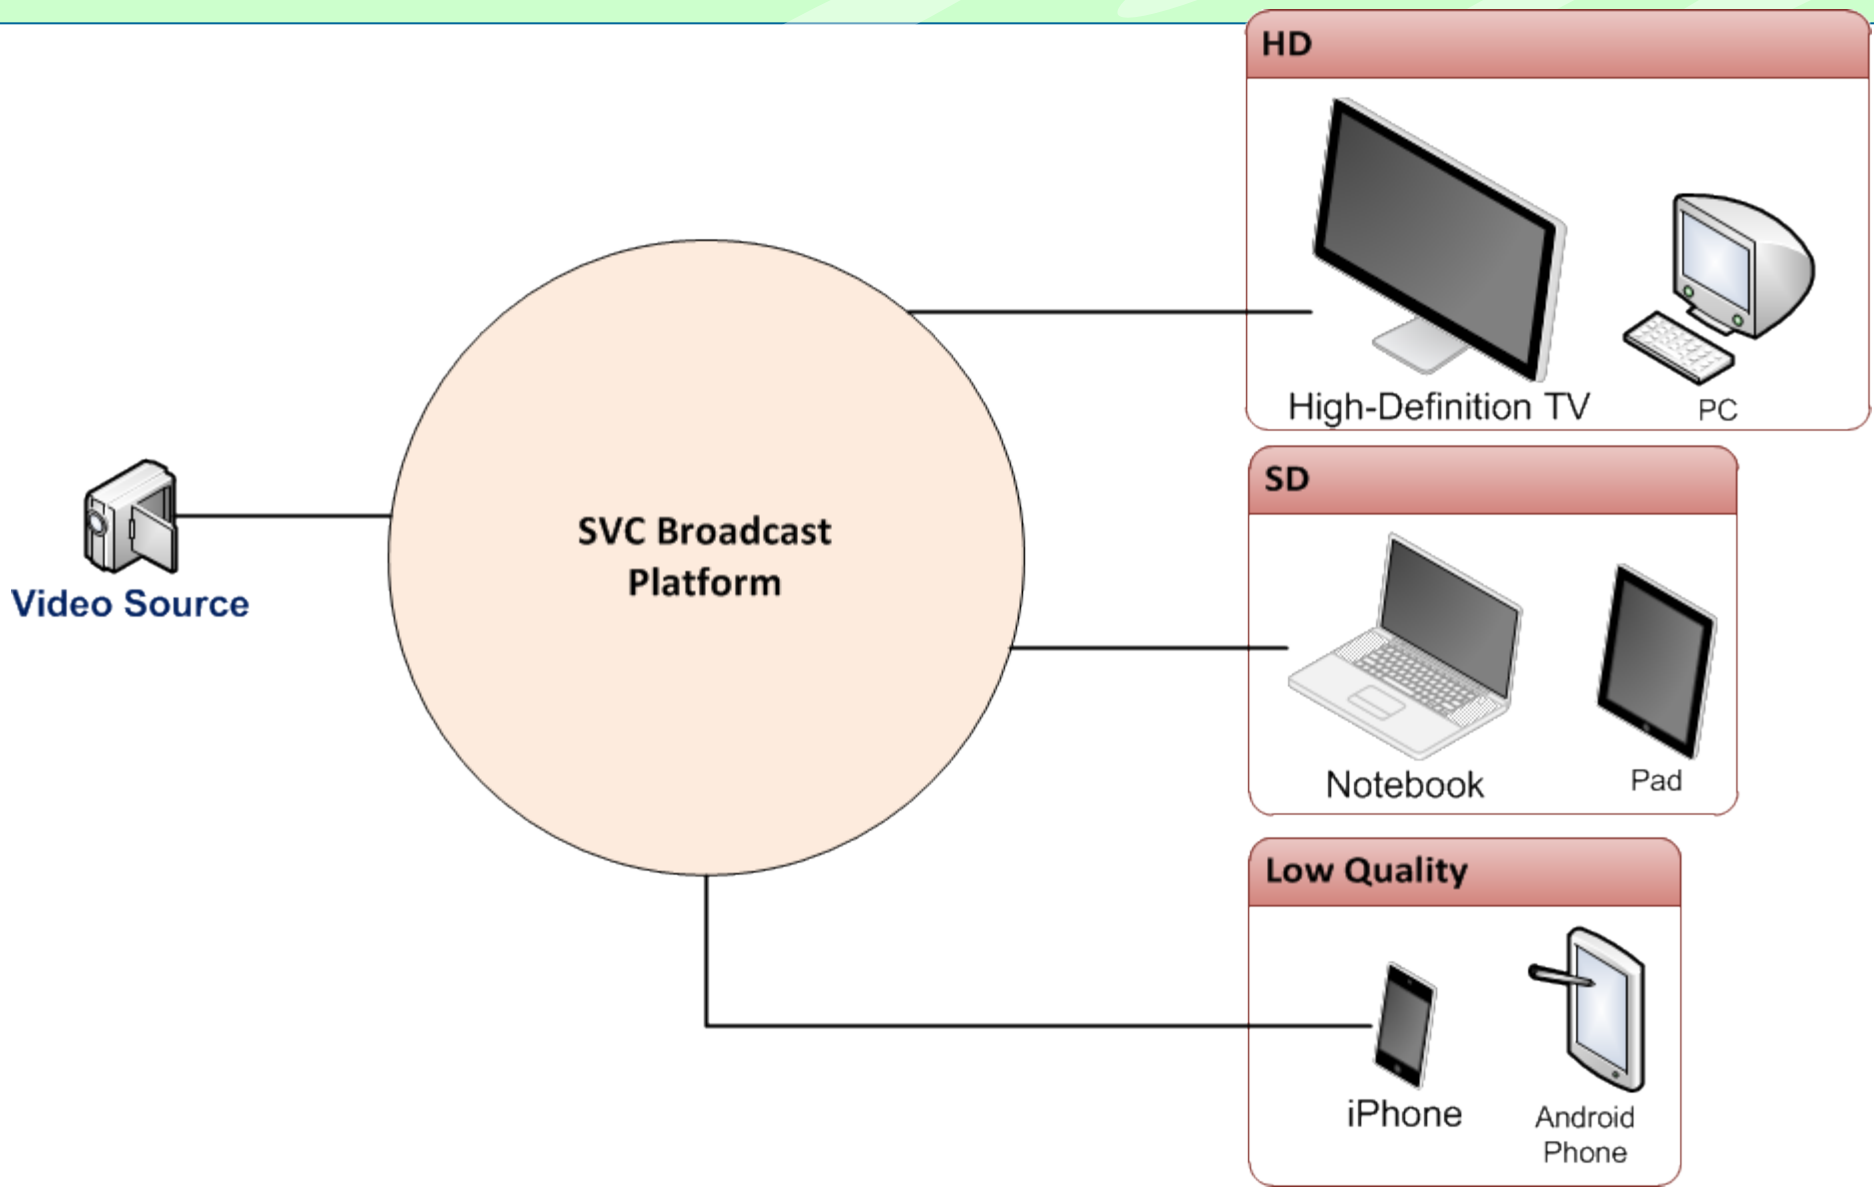 HD
High-Definition TV
PC
SVC Broadcast
Platform
Video Source
SD
Notebook
Pad
Low Quality
iPhone
Android
Phone